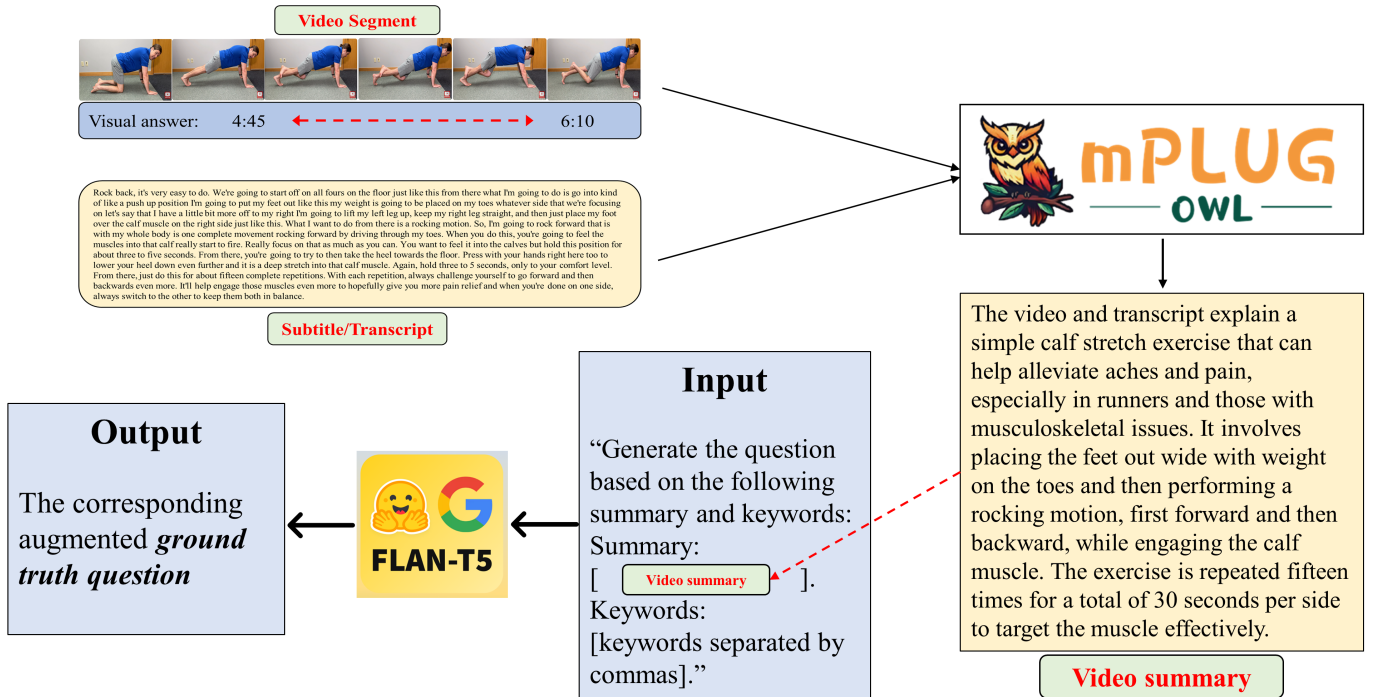 Video Segment
Visual answer: 4:45 6:10
Rock back, it's very easy to do. We're going to start off on all fours on the floor just like this from there what I'm going to do is go into kind
of like a push up position I'm going to put my feet out like this my weight is going to be placed on my toes whatever side that we're focusing
on let's say that I have a little bit more off to my right I'm going to lift my left leg up, keep my right leg straight, and then just place my foot
over the calf muscle on the right side just like this. What I want to do from there is a rocking motion. So, I'm going to rock forward that is
with my whole body is one complete movement rocking forward by driving through my toes. When you do this, you're going to feel the
muscles into that calf really start to fire. Really focus on that as much as you can. You want to feel it into the calves but hold this position for
about three to five seconds. From there, you're going to try to then take the heel towards the floor. Press with your hands right here too to
lower your heel down even further and it is a deep stretch into that calf muscle. Again, hold three to 5 seconds, only to your comfort level.
From there, just do this for about fifteen complete repetitions. With each repetition, always challenge yourself to go forward and then
backwards even more. It'll help engage those muscles even more to hopefully give you more pain relief and when you're done on one side,
always switch to the other to keep them both in balance.
Subtitle/Transcript
mPLUG
OWL
The video and transcript explain a
simple calf stretch exercise that can
help alleviate aches and pain,
especially in runners and those with
musculoskeletal issues. It involves
placing the feet out wide with weight
on the toes and then performing a
rocking motion, first forward and then
backward, while engaging the calf
muscle. The exercise is repeated fifteen
times for a total of 30 seconds per side
to target the muscle effectively.
Video summary
Input
“Generate the question
based on the following
summary and keywords:
Summary:
[ Video summary ].
Keywords:
[keywords separated by
commas].”
FLAN-T5
Output
The corresponding
augmented ground
truth question